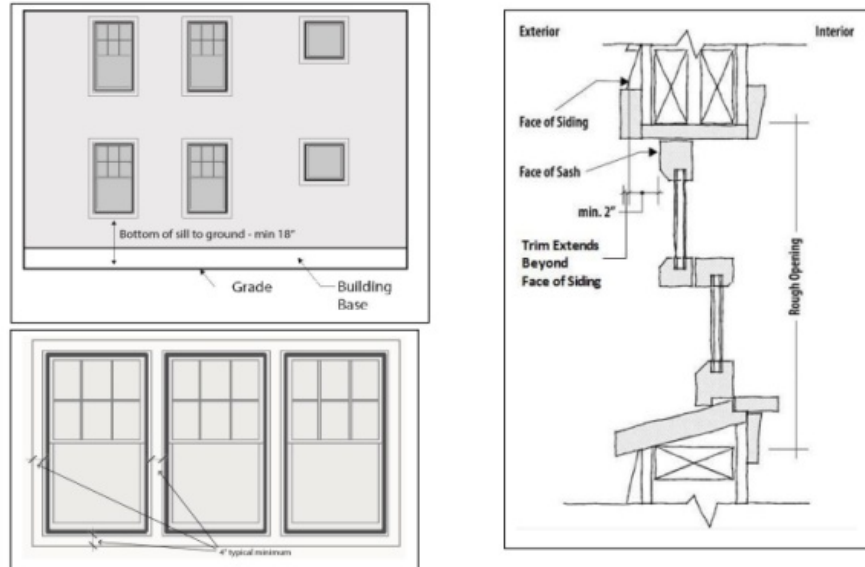 Bottom of sill to ground - min 18"
Grade
Building
Base
4" typical minimum
Exterior
Interior
Face of Siding
Face of Sash
min. 2"
Trim Extends
Beyond
Face of Siding
Rough Opening